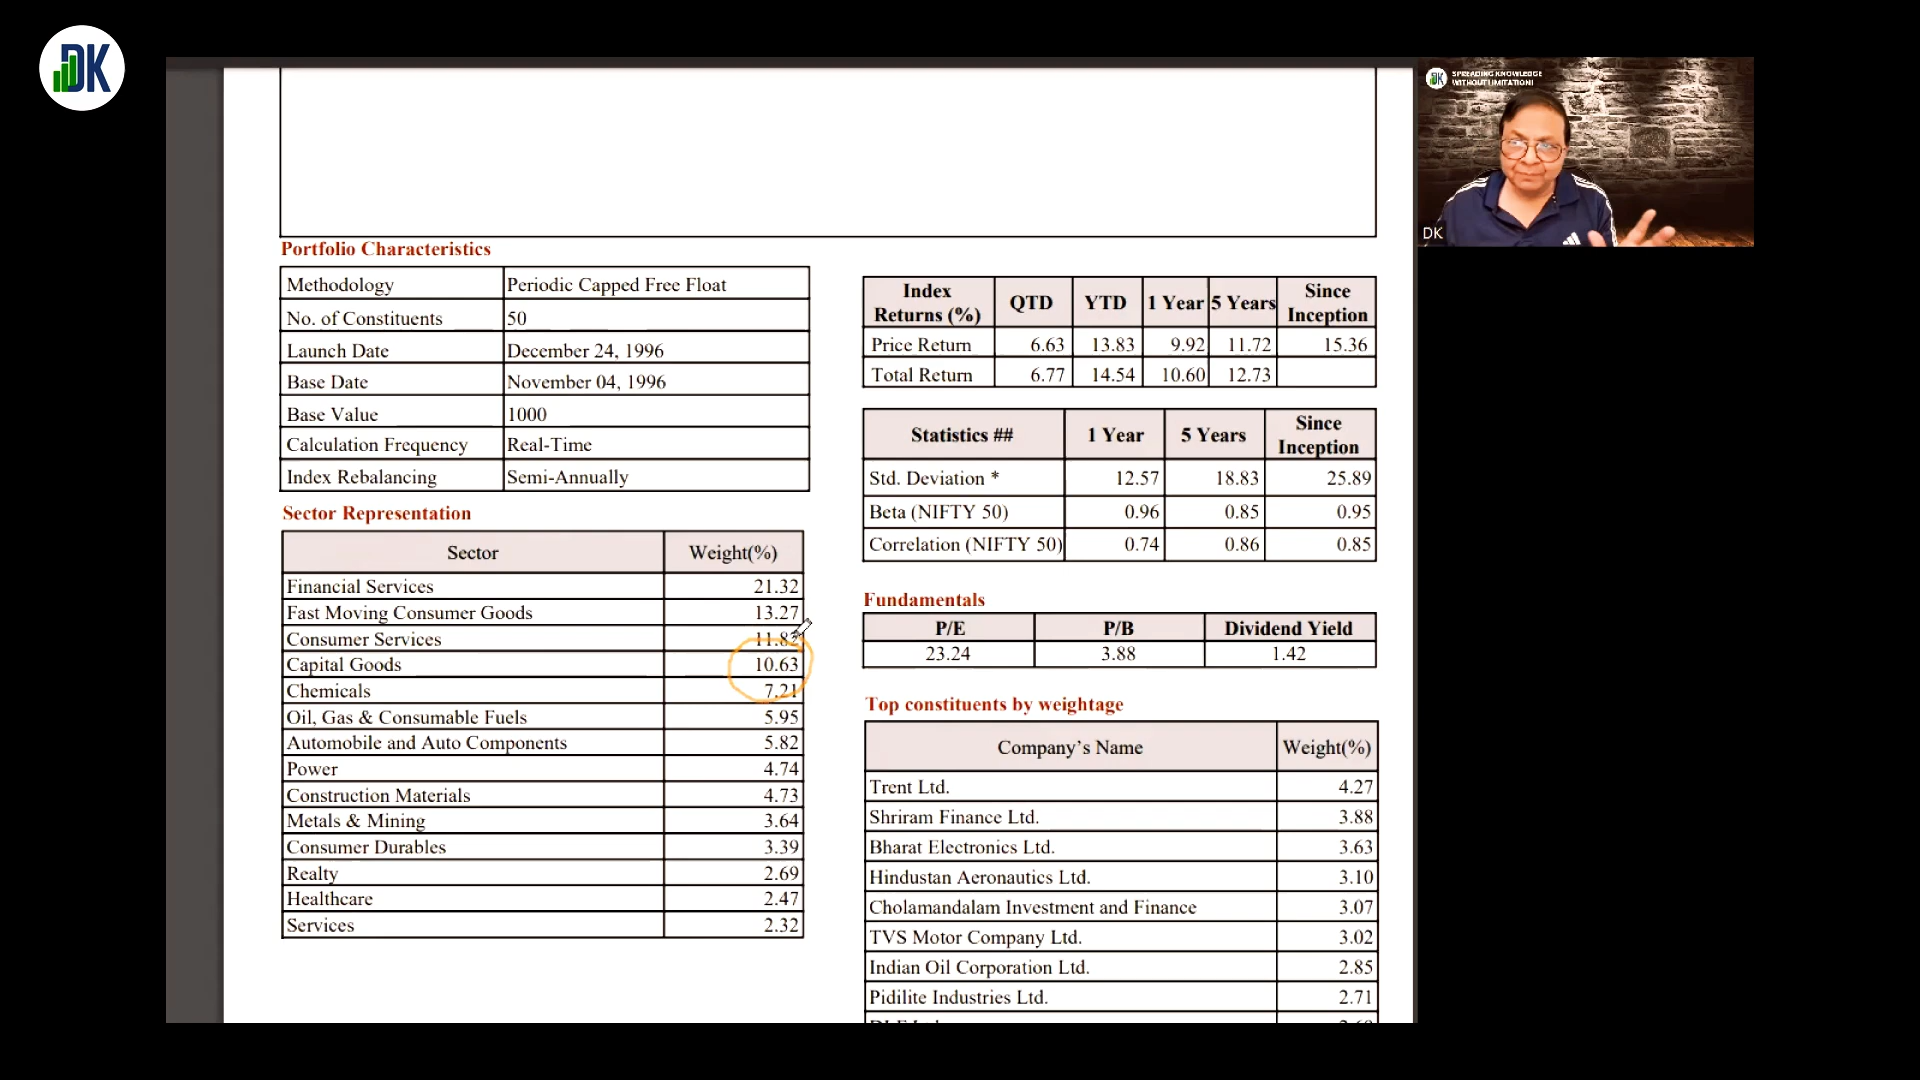 DK
SPREADING KNOWLEDGE
WITHOUT LIMITATION!
DK
DK
Portfolio Characteristics
Methodology Periodic Capped Free Float
No. of Constituents 50
Launch Date December 24, 1996
Base Date November 04, 1996
Base Value 1000
Calculation Frequency Real-Time
Index Rebalancing Semi-Annually
Sector Representation
Sector Weight(%)
Financial Services 21.32
Fast Moving Consumer Goods 13.27
Consumer Services
Capital Goods 10.63
Chemicals 7.21
Oil, Gas & Consumable Fuels 5.95
Automobile and Auto Components 5.82
Power 4.74
Construction Materials 4.73
Metals & Mining 3.64
Consumer Durables 3.39
Realty 2.69
Healthcare 2.47
Services 2.32
Index Returns (%) QTD YTD 1 Year 5 Years Since Inception
Price Return 6.63 13.83 9.92 11.72 15.36
Total Return 6.77 14.54 10.60 12.73
Statistics ## 1 Year 5 Years Since Inception
Std. Deviation * 12.57 18.83 25.89
Beta (NIFTY 50) 0.96 0.85 0.95
Correlation (NIFTY 50) 0.74 0.86 0.85
Fundamentals
P/E P/B Dividend Yield
23.24 3.88 1.42
Top constituents by weightage
Company’s Name Weight(%)
Trent Ltd. 4.27
Shriram Finance Ltd. 3.88
Bharat Electronics Ltd. 3.63
Hindustan Aeronautics Ltd. 3.10
Cholamandalam Investment and Finance 3.07
TVS Motor Company Ltd. 3.02
Indian Oil Corporation Ltd. 2.85
Pidilite Industries Ltd. 2.71